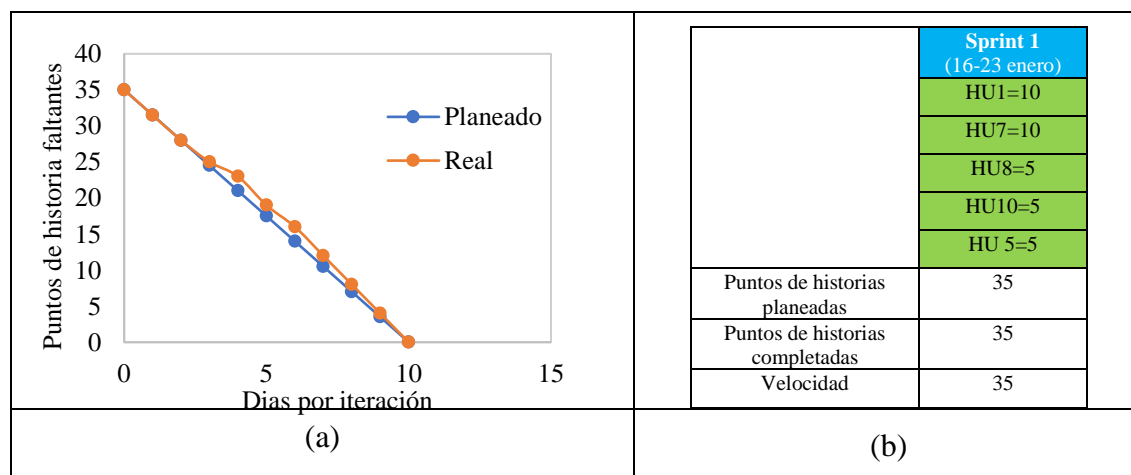 Puntos de historia faltantes
40
35
30
25
20
15
10
5
0
0
5
10
15
Planeado
Real
Dias por iteración
(a)
Sprint 1
(16-23 enero)
HU1=10
HU7=10
HU8=5
HU10=5
HU 5=5
Puntos de historias
planeadas
35
Puntos de historias
completadas
35
Velocidad
35
(b)